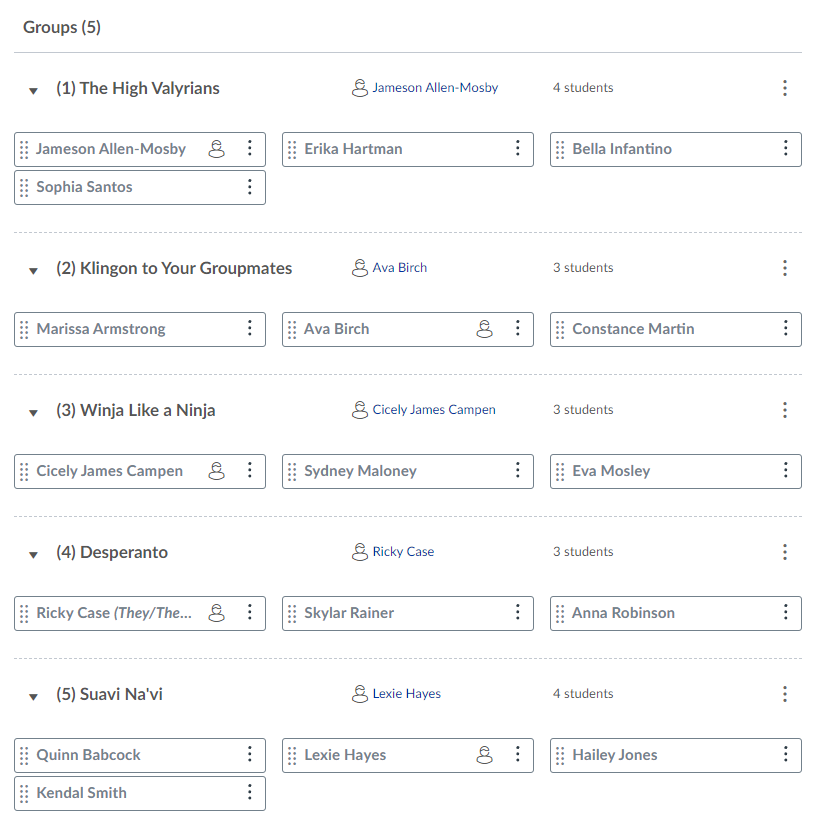 Groups (5)
(1) The High Valyrians Jameson Allen-Mosby 4 students
Jameson Allen-Mosby Erika Hartman Bella Infantino
Sophia Santos
(2) Klingon to Your Groupmates Ava Birch 3 students
Marissa Armstrong Ava Birch Constance Martin
(3) Winja Like a Ninja Cicely James Campen 3 students
Cicely James Campen Sydney Maloney Eva Mosley
(4) Desperanto Ricky Case 3 students
Ricky Case (They/The... Skylar Rainer Anna Robinson
(5) Suavi Na'vi Lexie Hayes 4 students
Quinn Babcock Lexie Hayes Hailey Jones
Kendal Smith